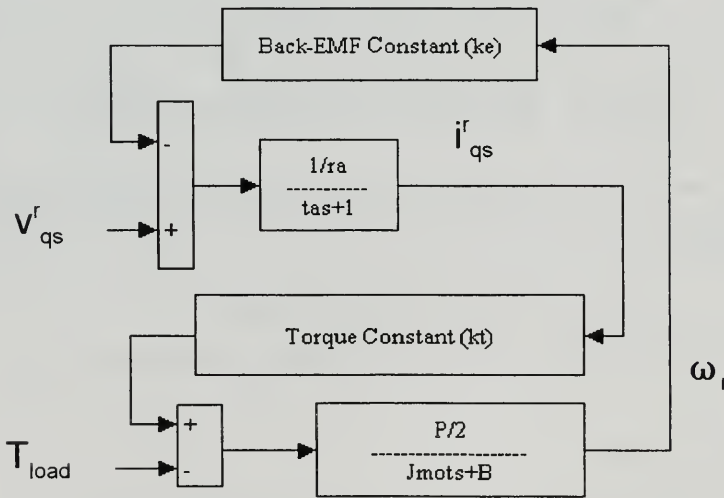 Back-EMF Constant (ke)
-
i^r_qs
1/ra
tas+1
v^r_qs
+
Torque Constant (kt)
ω_r
+
P/2
T_load
-
Jmots+B